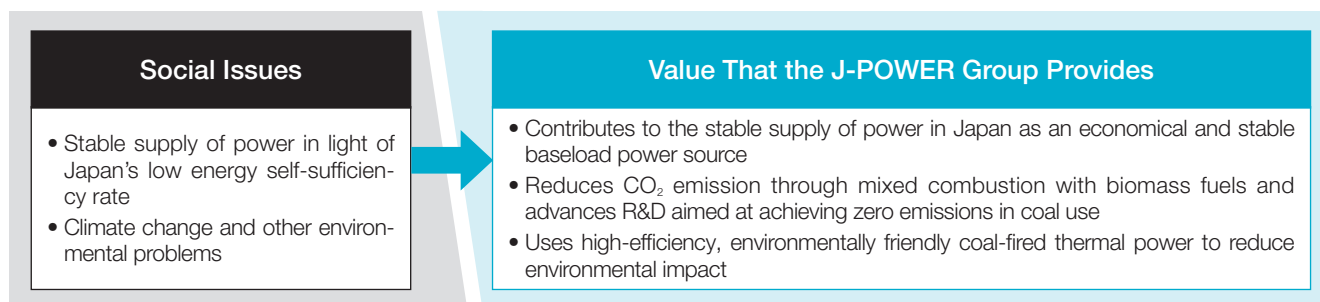 Social Issues
• Stable supply of power in light of
Japan’s low energy self-sufficien-
cy rate
• Climate change and other environ-
mental problems
Value That the J-POWER Group Provides
• Contributes to the stable supply of power in Japan as an economical and stable
baseload power source
• Reduces CO₂ emission through mixed combustion with biomass fuels and
advances R&D aimed at achieving zero emissions in coal use
• Uses high-efficiency, environmentally friendly coal-fired thermal power to reduce
environmental impact